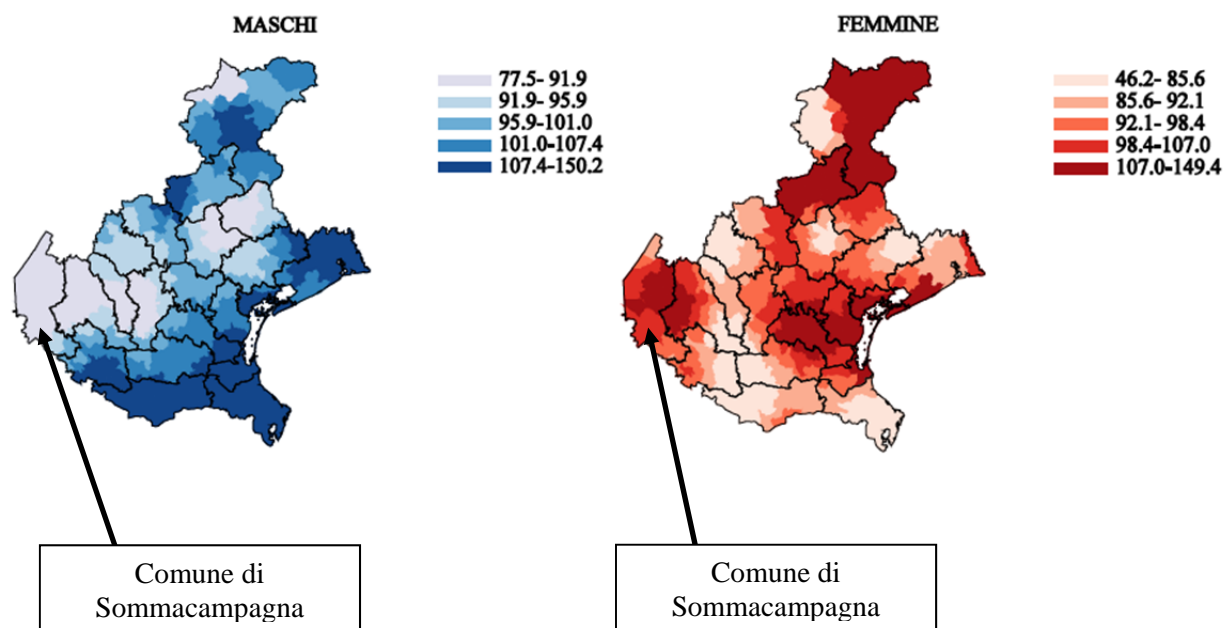 MASCHI
77.5- 91.9
91.9- 95.9
95.9-101.0
101.0-107.4
107.4-150.2
Comune di
Sommacampagna
FEMMINE
46.2- 85.6
85.6- 92.1
92.1- 98.4
98.4-107.0
107.0-149.4
Comune di
Sommacampagna